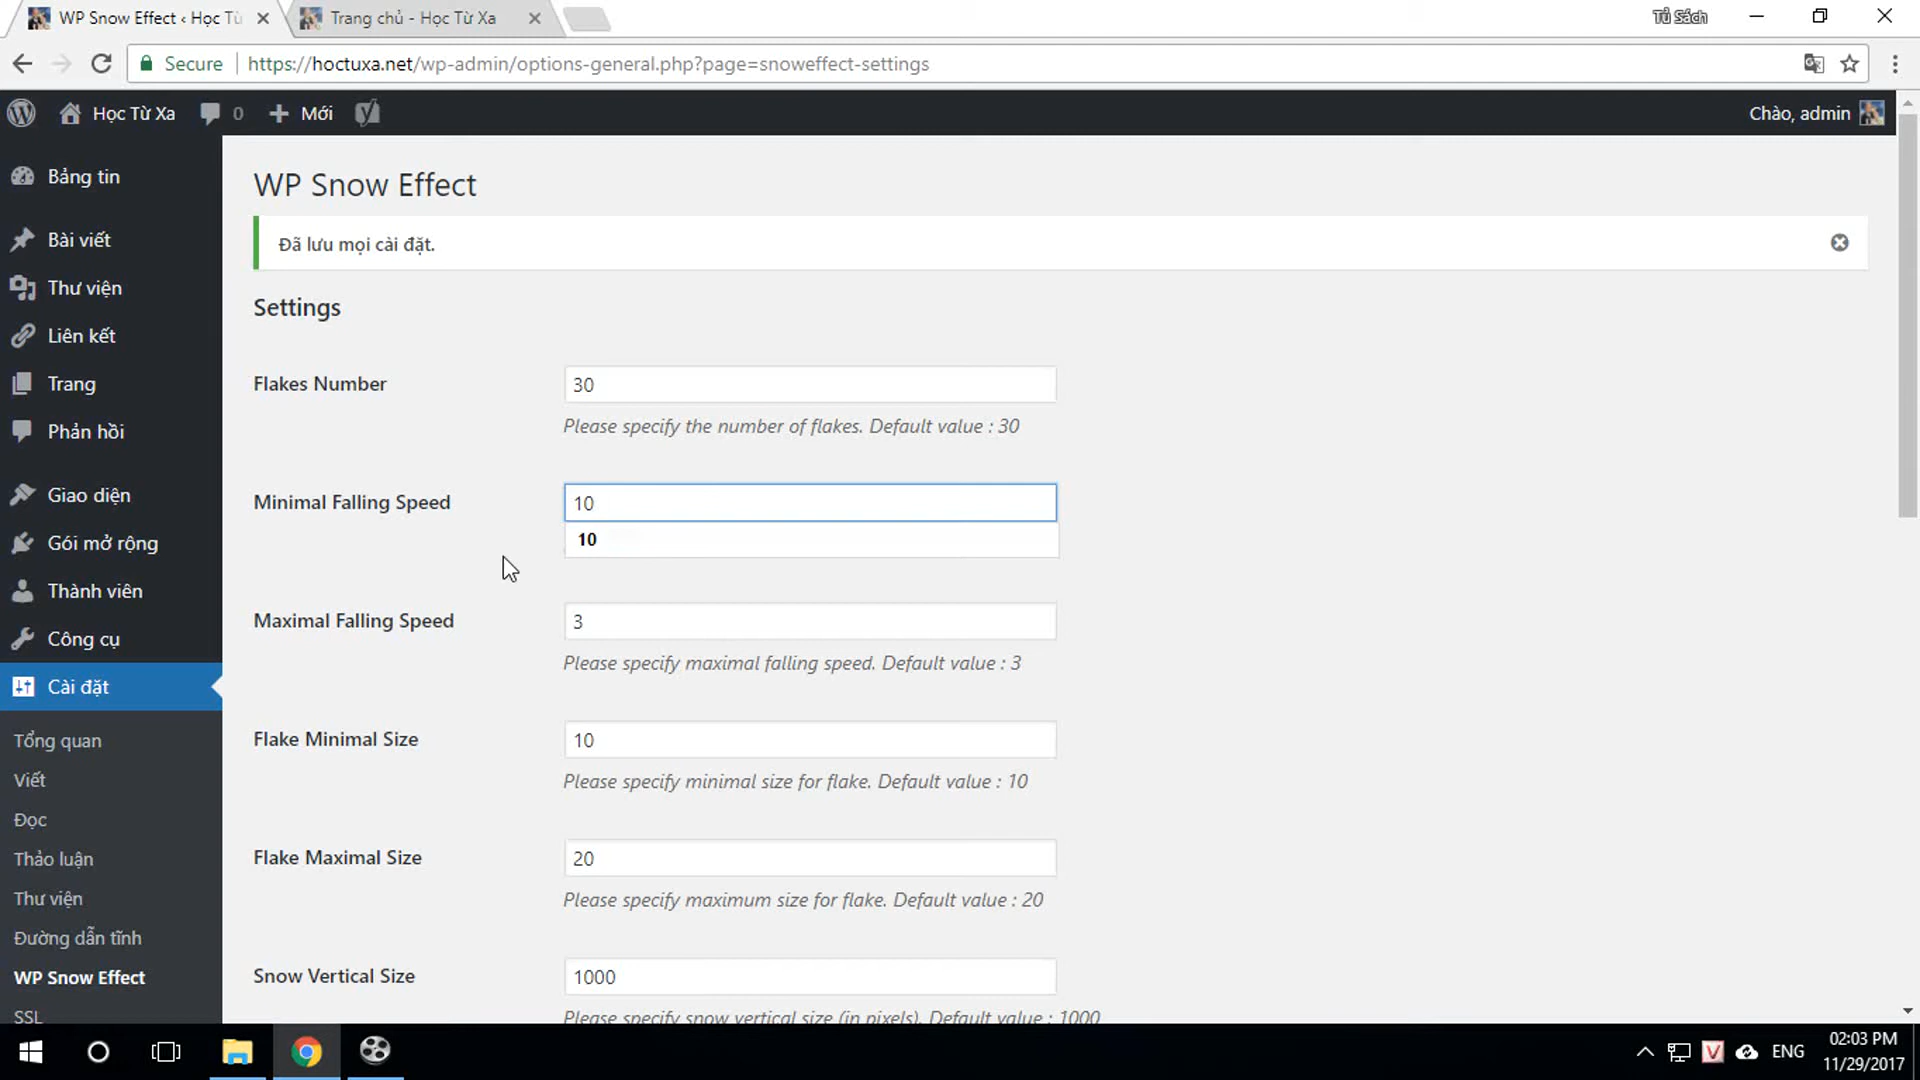 WP Snow Effect ‹ Học Từ
Trang chủ - Học Từ Xa
Tủ Sách
Secure
https://hoctuxa.net/wp-admin/options-general.php?page=snoweffect-settings
Học Từ Xa
0
Mới
Chào, admin
Bảng tin
Bài viết
Thư viện
Liên kết
Trang
Phản hồi
Giao diện
Gói mở rộng
Thành viên
Công cụ
Cài đặt
Tổng quan
Viết
Đọc
Thảo luận
Thư viện
Đường dẫn tĩnh
WP Snow Effect
SSL
WP Snow Effect
Đã lưu mọi cài đặt.
Settings
Flakes Number
30
Please specify the number of flakes. Default value : 30
Minimal Falling Speed
10
10
Maximal Falling Speed
3
Please specify maximal falling speed. Default value : 3
Flake Minimal Size
10
Please specify minimal size for flake. Default value : 10
Flake Maximal Size
20
Please specify maximum size for flake. Default value : 20
Snow Vertical Size
1000
Please specify snow vertical size (in pixels). Default value : 1000
ENG
02:03 PM
11/29/2017